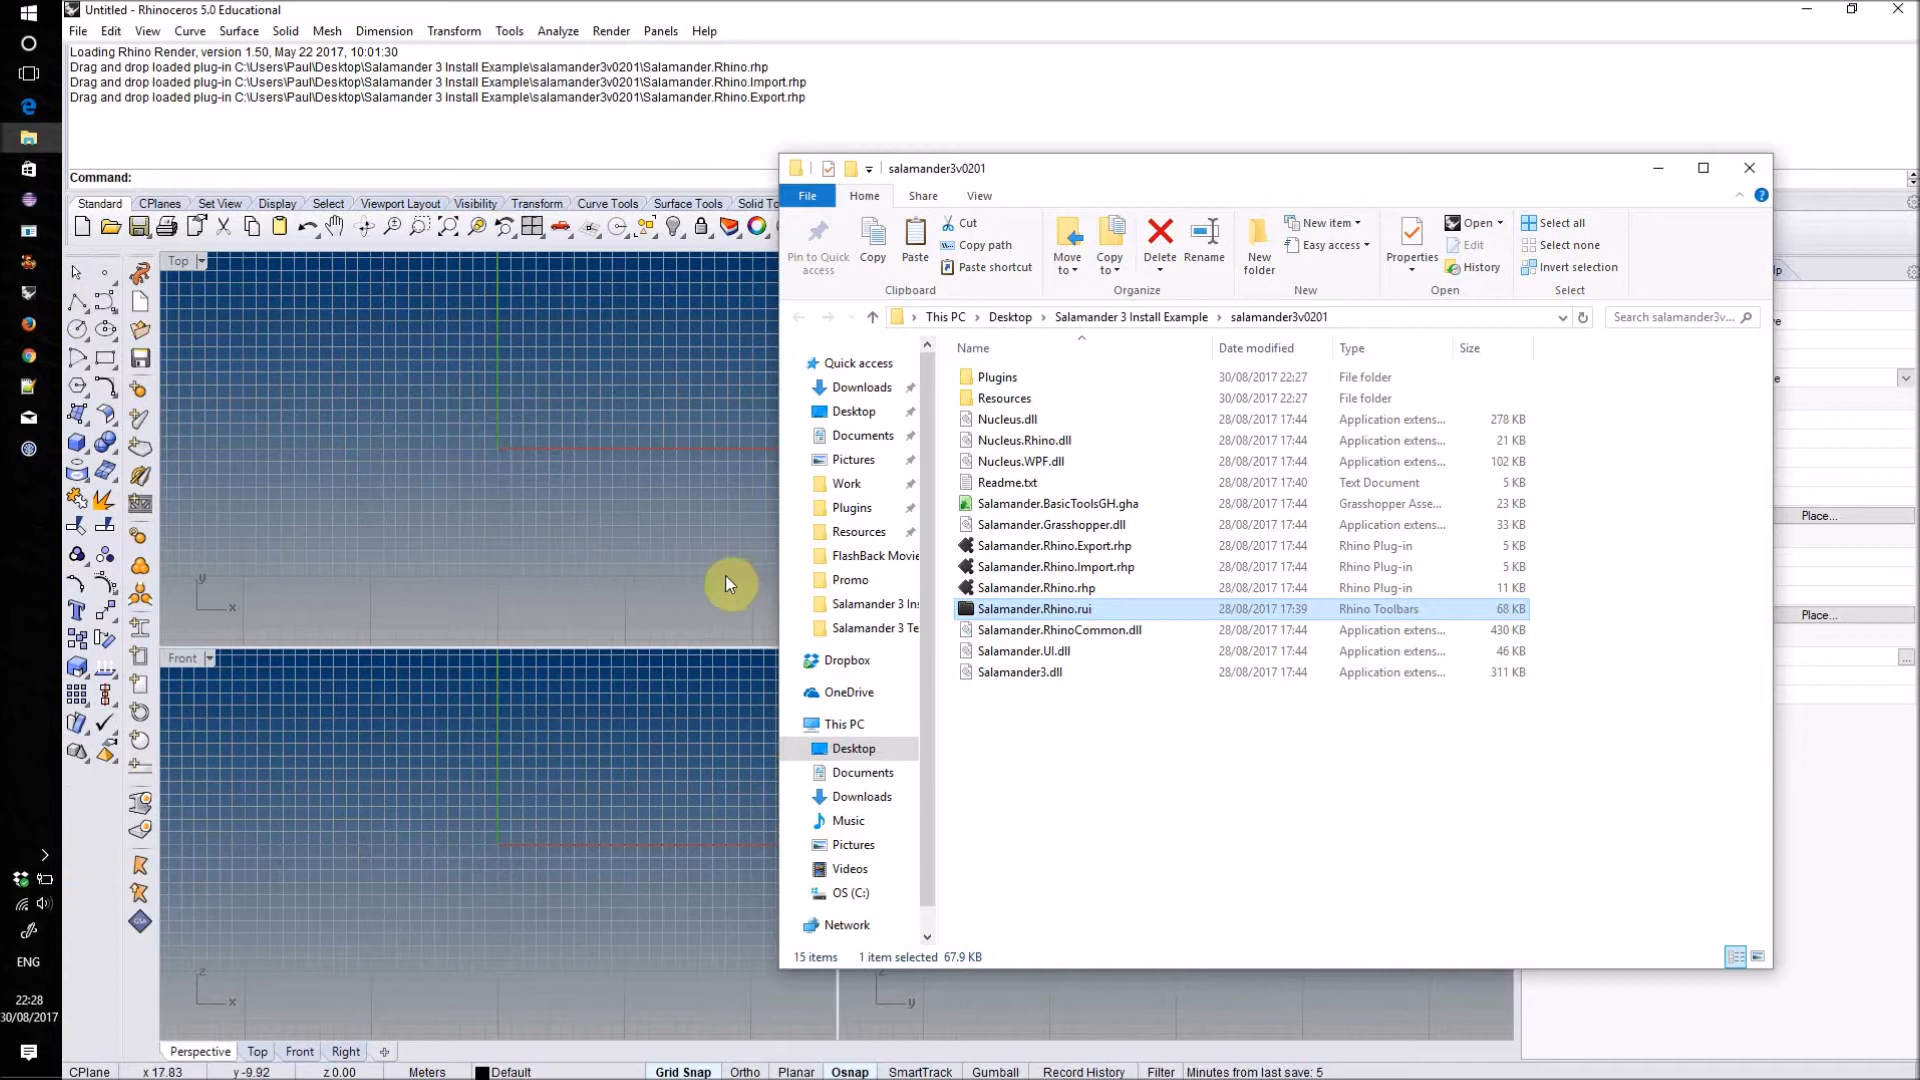 Untitled - Rhinoceros 5.0 Educational
File Edit View Curve Surface Solid Mesh Dimension Transform Tools Analyze Render Panels Help
Loading Rhino Render, version 1.50, May 22 2017, 10:01:30
Drag and drop loaded plug-in C:\Users\Paul\Desktop\Salamander 3 Install Example\salamander3v0201\Salamander.Rhino.rhp
Drag and drop loaded plug-in C:\Users\Paul\Desktop\Salamander 3 Install Example\salamander3v0201\Salamander.Rhino.Import.rhp
Drag and drop loaded plug-in C:\Users\Paul\Desktop\Salamander 3 Install Example\salamander3v0201\Salamander.Rhino.Export.rhp
Command:
Standard CPlanes Set View Display Select Viewport Layout Visibility Transform Curve Tools Surface Tools Solid To
Top
y
x
Front
z
x
y
GSA
salamander3v0201
File Home Share View
Pin to Quick access
Copy
Paste
Cut
Copy path
Paste shortcut
Clipboard
Move to
Copy to
Delete
Rename
Organize
New folder
New item
Easy access
New
Properties
Open
Edit
History
Open
Select all
Select none
Invert selection
Select
This PC > Desktop > Salamander 3 Install Example > salamander3v0201
Search salamander3v...
Quick access
Downloads
Desktop
Documents
Pictures
Work
Plugins
Resources
FlashBack Movie
Promo
Salamander 3 Ins
Salamander 3 Te
Dropbox
OneDrive
This PC
Desktop
Documents
Downloads
Music
Pictures
Videos
OS (C:)
Network
Name Date modified Type Size
Plugins 30/08/2017 22:27 File folder
Resources 30/08/2017 22:27 File folder
Nucleus.dll 28/08/2017 17:44 Application extens... 278 KB
Nucleus.Rhino.dll 28/08/2017 17:44 Application extens... 21 KB
Nucleus.WPF.dll 28/08/2017 17:44 Application extens... 102 KB
Readme.txt 28/08/2017 17:40 Text Document 5 KB
Salamander.BasicToolsGH.gha 28/08/2017 17:44 Grasshopper Asse... 23 KB
Salamander.Grasshopper.dll 28/08/2017 17:44 Application extens... 33 KB
Salamander.Rhino.Export.rhp 28/08/2017 17:44 Rhino Plug-in 5 KB
Salamander.Rhino.Import.rhp 28/08/2017 17:44 Rhino Plug-in 5 KB
Salamander.Rhino.rhp 28/08/2017 17:44 Rhino Plug-in 11 KB
Salamander.Rhino.rui 28/08/2017 17:39 Rhino Toolbars 68 KB
Salamander.RhinoCommon.dll 28/08/2017 17:44 Application extens... 430 KB
Salamander.UI.dll 28/08/2017 17:44 Application extens... 46 KB
Salamander3.dll 28/08/2017 17:44 Application extens... 311 KB
15 items 1 item selected 67.9 KB
lp
e
e
Place...
Place...
...
ENG
22:28
30/08/2017
Perspective Top Front Right
CPlane x 17.83 y -9.92 z 0.00 Meters Default Grid Snap Ortho Planar Osnap SmartTrack Gumball Record History Filter Minutes from last save: 5